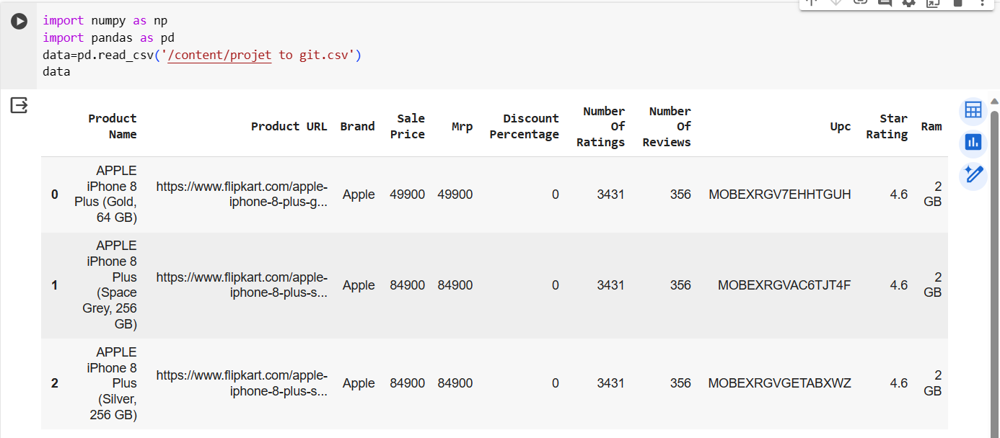 import numpy as np
import pandas as pd
data=pd.read_csv('/content/projet to git.csv')
data
Product Name Product URL Brand Sale Price Mrp Discount Percentage Number Of Ratings Number Of Reviews Upc Star Rating Ram
0 APPLE iPhone 8 Plus (Gold, 64 GB) https://www.flipkart.com/apple-iphone-8-plus-g... Apple 49900 49900 0 3431 356 MOBEXRGV7EHHTGUH 4.6 2 GB
1 APPLE iPhone 8 Plus (Space Grey, 256 GB) https://www.flipkart.com/apple-iphone-8-plus-s... Apple 84900 84900 0 3431 356 MOBEXRGVAC6TJT4F 4.6 2 GB
2 APPLE iPhone 8 Plus (Silver, 256 GB) https://www.flipkart.com/apple-iphone-8-plus-s... Apple 84900 84900 0 3431 356 MOBEXRGVGETABXWZ 4.6 2 GB